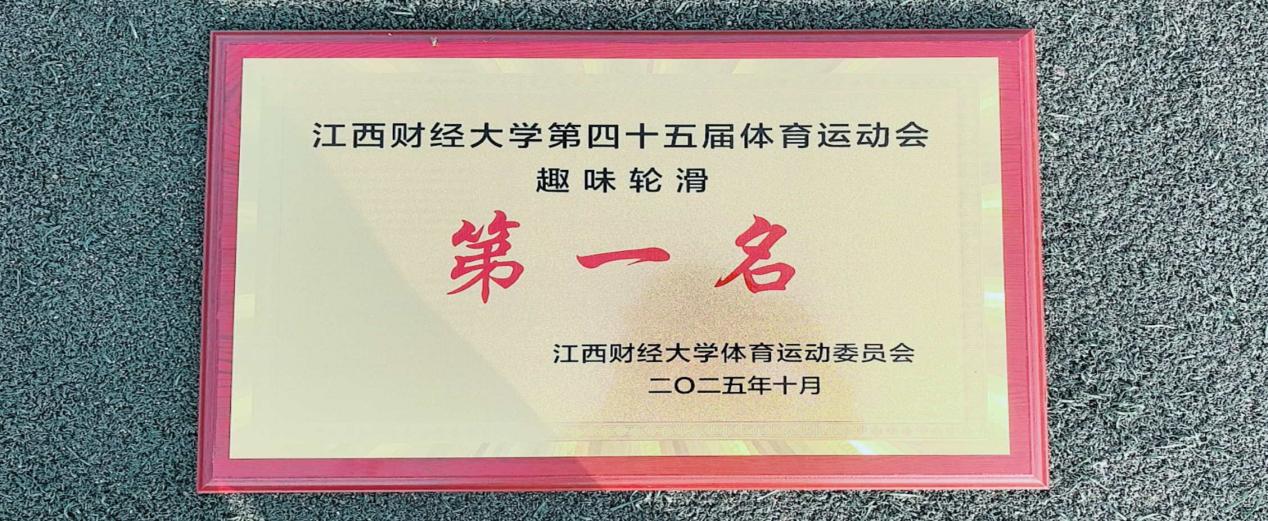 江西财经大学第四十五届体育运动会
趣味轮滑
第一名
江西财经大学体育运动委员会
二〇二五年十月